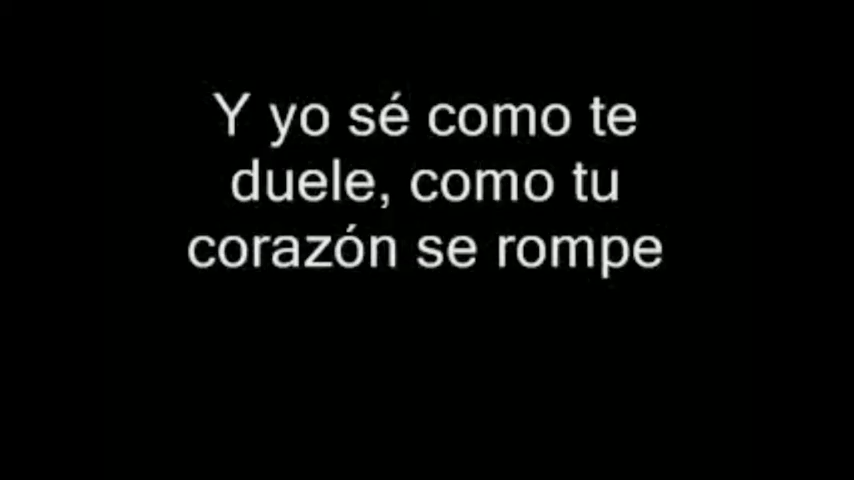 Y yo sé como te
duele, como tu
corazón se rompe